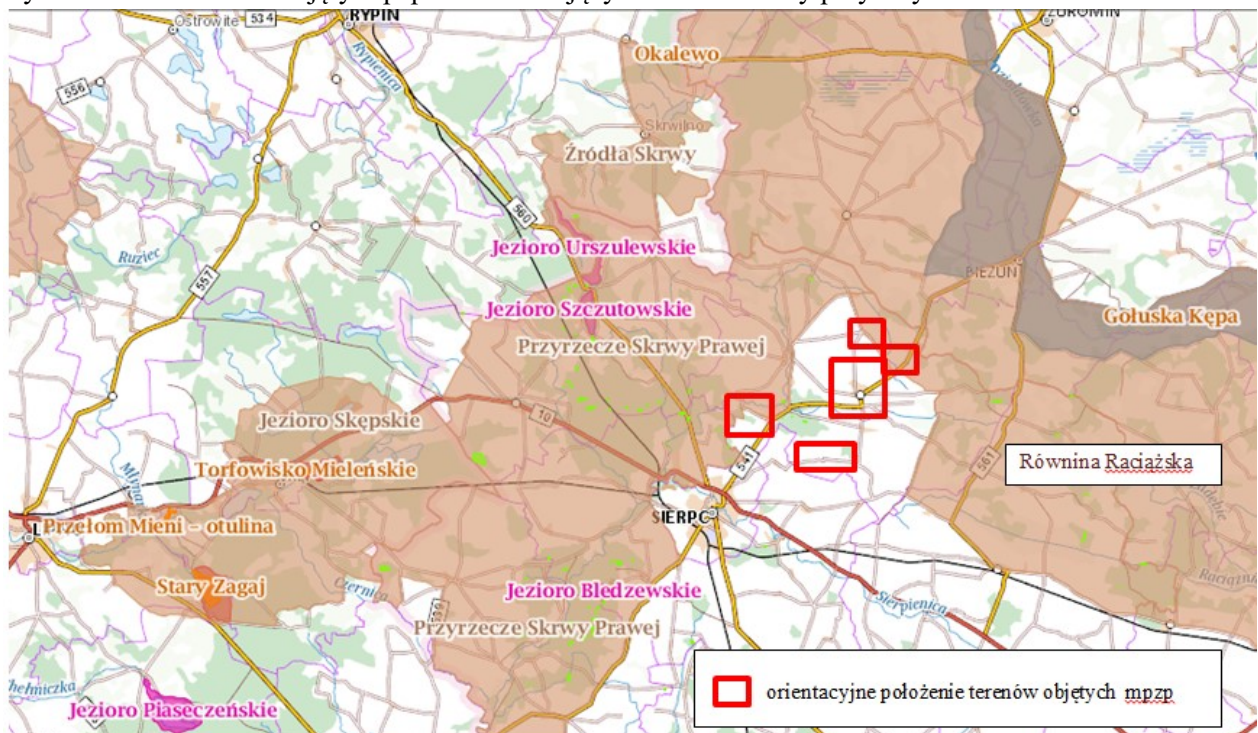 RYPIN
Ostrowite
534
ŻUROMIN
Okalewo
Rypienica
556
Skrwilno
Źródła Skrwy
560
Jezioro Urszulewskie
Ruziec
557
BIEŻUŃ
Jezioro Szczutowskie
Gołuska Kępa
Przyrzecze Skrwy Prawej
Jezioro Skępskie
10
541
561
Równina Raciąska
Torfowisko Mieleńskie
SIERPC
Przełom Mieni - otulina
Stary Zagaj
Czernica
Jezioro Bledzewskie
Sierpienica
Przyrzecze Skrwy Prawej
orientacyjne położenie terenów objętych mpzp
Jezioro Piaseczeńskie